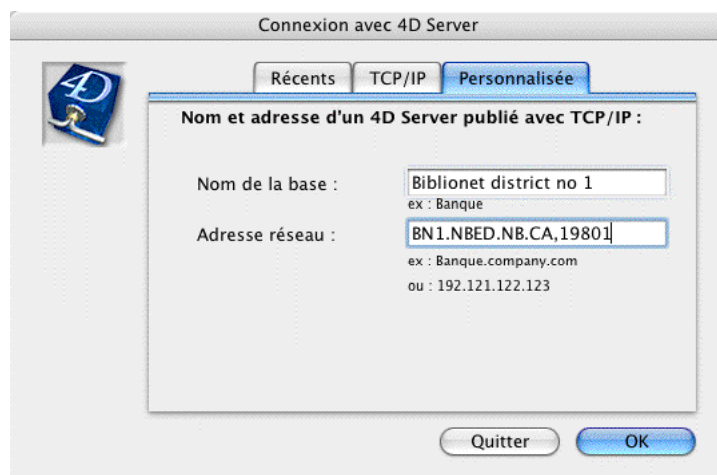 Connexion avec 4D Server
4D
Récents TCP/IP Personnalisée
Nom et adresse d'un 4D Server publié avec TCP/IP :
Nom de la base : Biblionet district no 1
ex : Banque
Adresse réseau : BN1.NBED.NB.CA,19801
ex : Banque.company.com
ou : 192.121.122.123
Quitter OK